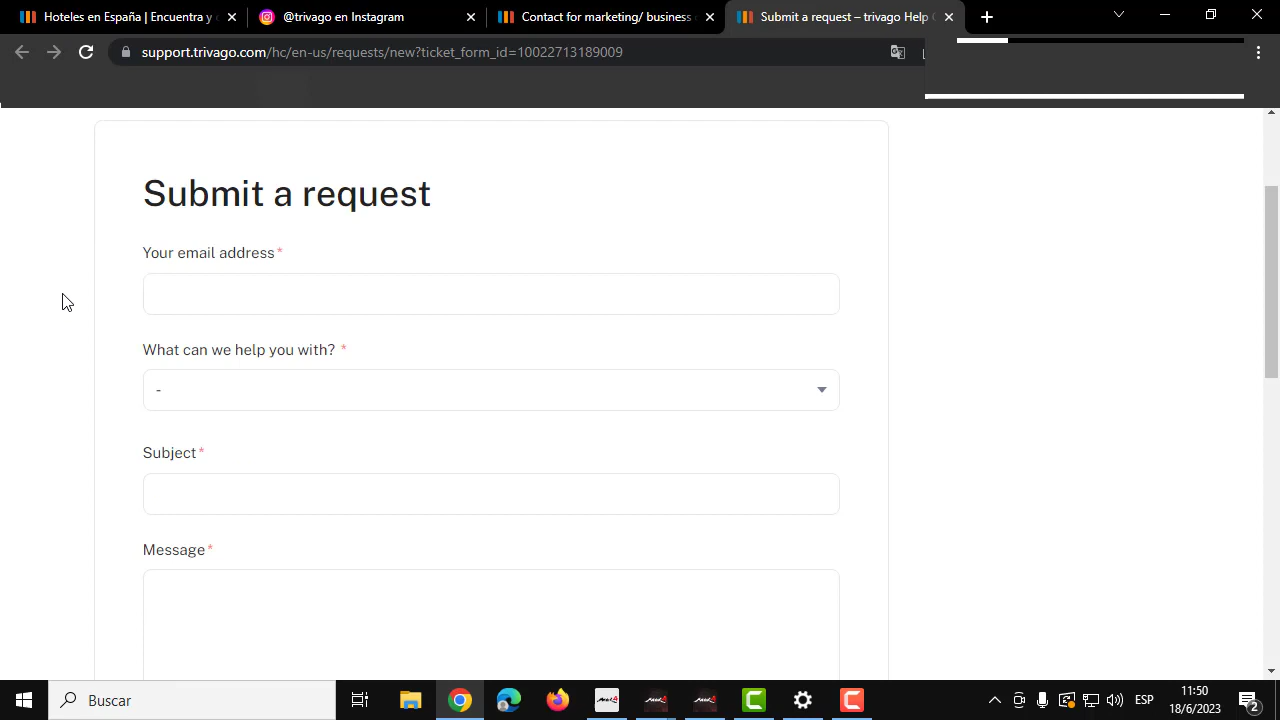 Hoteles en España | Encuentra y
@trivago en Instagram
Contact for marketing/ business
Submit a request – trivago Help
support.trivago.com/hc/en-us/requests/new?ticket_form_id=10022713189009
Submit a request
Your email address*
What can we help you with? *
-
Subject*
Message*
Buscar
ESP
11:50
18/6/2023
2